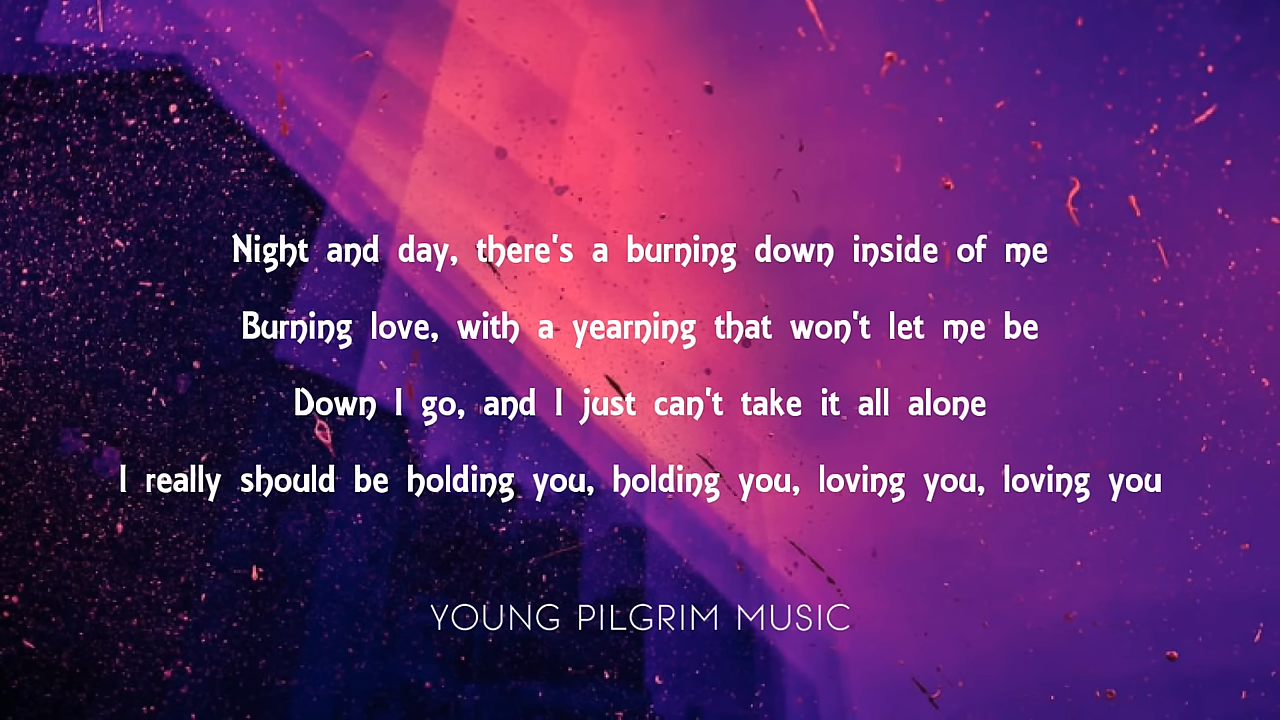 Night and day, there's a burning down inside of me
Burning love, with a yearning that won't let me be
Down I go, and I just can't take it all alone
I really should be holding you, holding you, loving you, loving you
YOUNG PILGRIM MUSIC